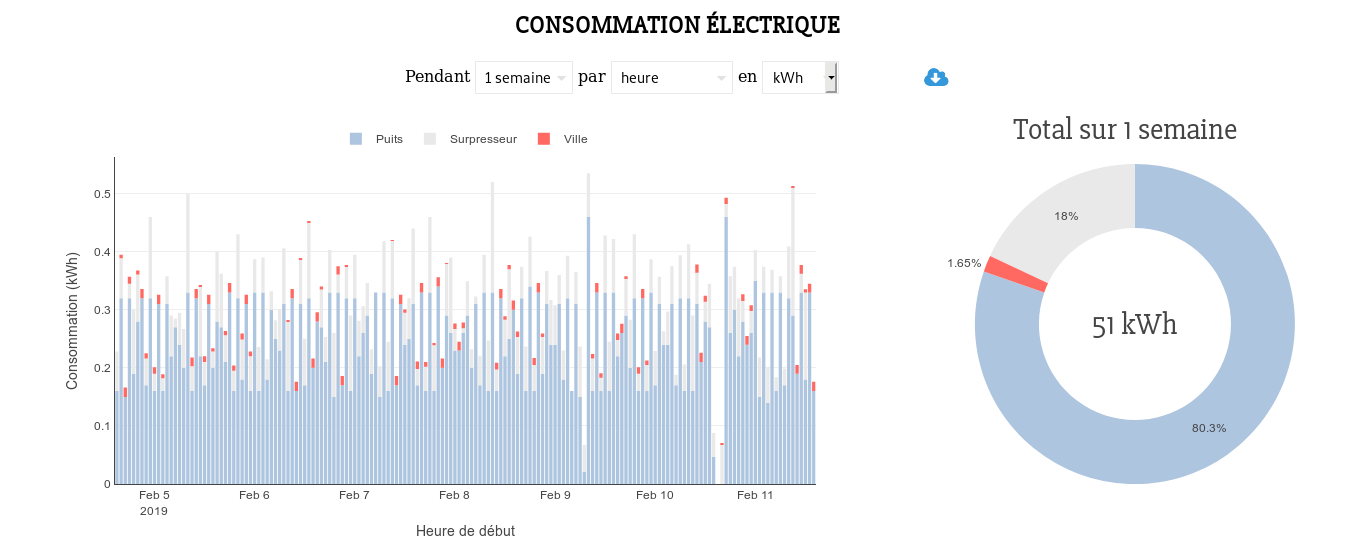 CONSOMMATION ÉLECTRIQUE
Pendant 1 semaine par heure en kWh
Puits Surpresseur Ville
Total sur 1 semaine
0.5
0.4
0.3
0.2
0.1
0
Consommation (kWh)
Feb 5 Feb 6 Feb 7 Feb 8 Feb 9 Feb 10 Feb 11
2019
Heure de début
18%
1.65%
51 kWh
80.3%